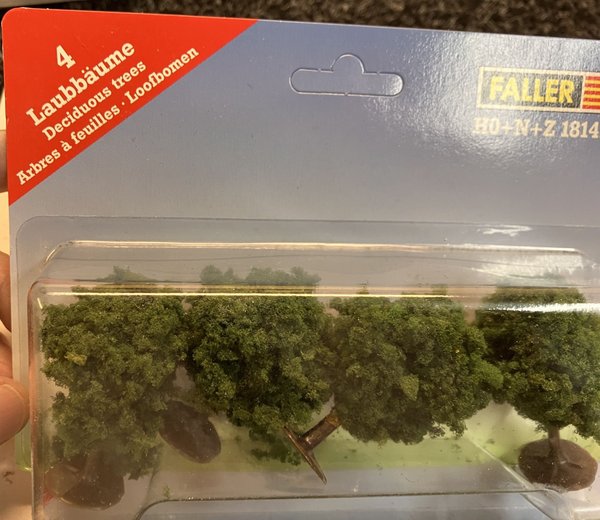 4
Laubbäume
Deciduous trees
Arbres à feuilles · Loofbomen
FALLER
H0+N+Z 1814